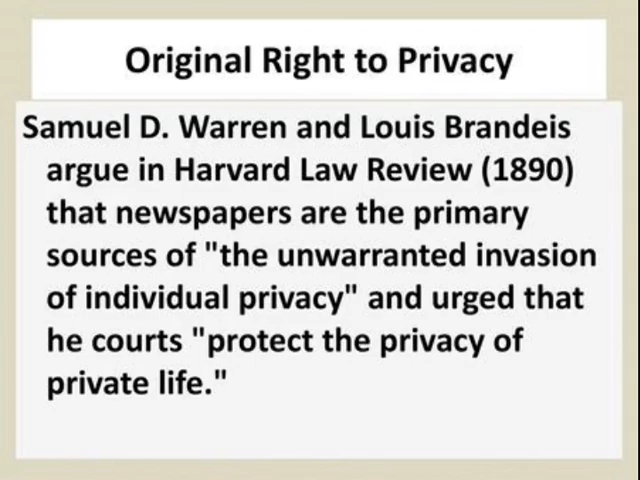 Original Right to Privacy
Samuel D. Warren and Louis Brandeis
argue in Harvard Law Review (1890)
that newspapers are the primary
sources of "the unwarranted invasion
of individual privacy" and urged that
he courts "protect the privacy of
private life."